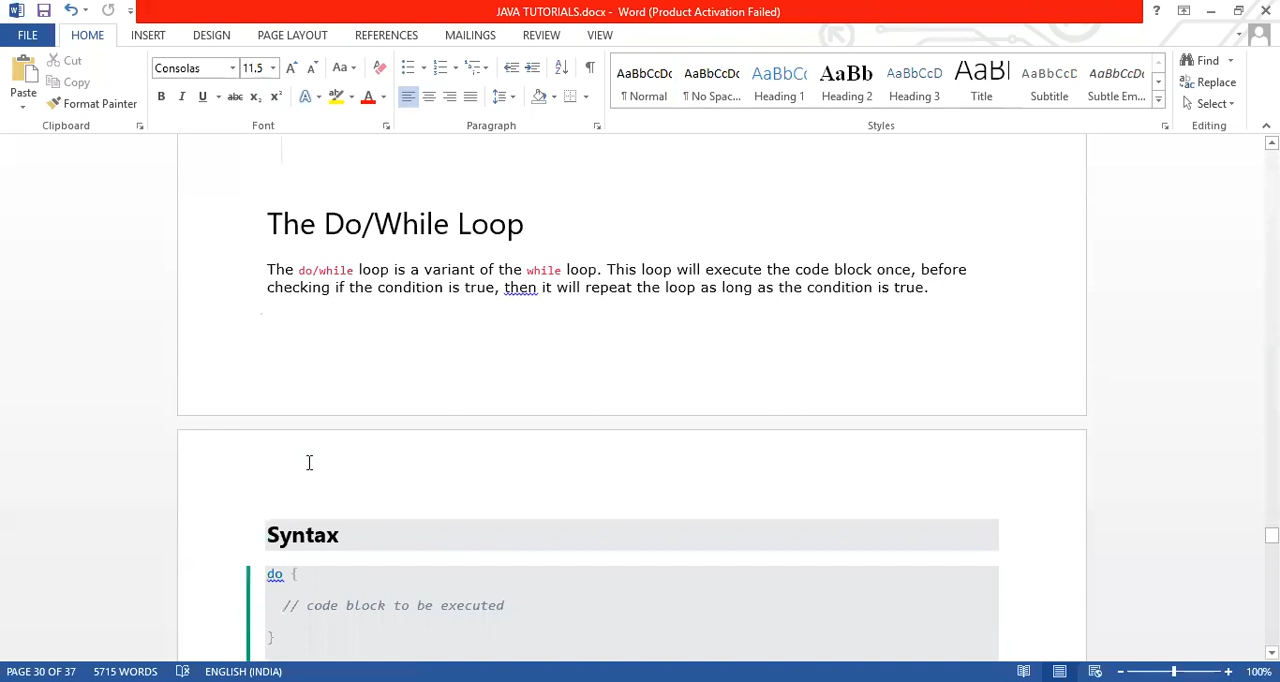 JAVA TUTORIALS.docx - Word (Product Activation Failed)
FILE HOME INSERT DESIGN PAGE LAYOUT REFERENCES MAILINGS REVIEW VIEW
Paste
Cut
Copy
Format Painter
Clipboard
Consolas 11.5
Font
Paragraph
AaBbCcDc AaBbCcDc AaBbCc AaBb AaBbCcD AaB AaBbCcD AaBbCcDc
¶ Normal ¶ No Spac... Heading 1 Heading 2 Heading 3 Title Subtitle Subtle Em...
Styles
Find
Replace
Select
Editing
The Do/While Loop
The do/while loop is a variant of the while loop. This loop will execute the code block once, before
checking if the condition is true, then it will repeat the loop as long as the condition is true.
Syntax
do {
// code block to be executed
}
PAGE 30 OF 37 5715 WORDS ENGLISH (INDIA) 100%